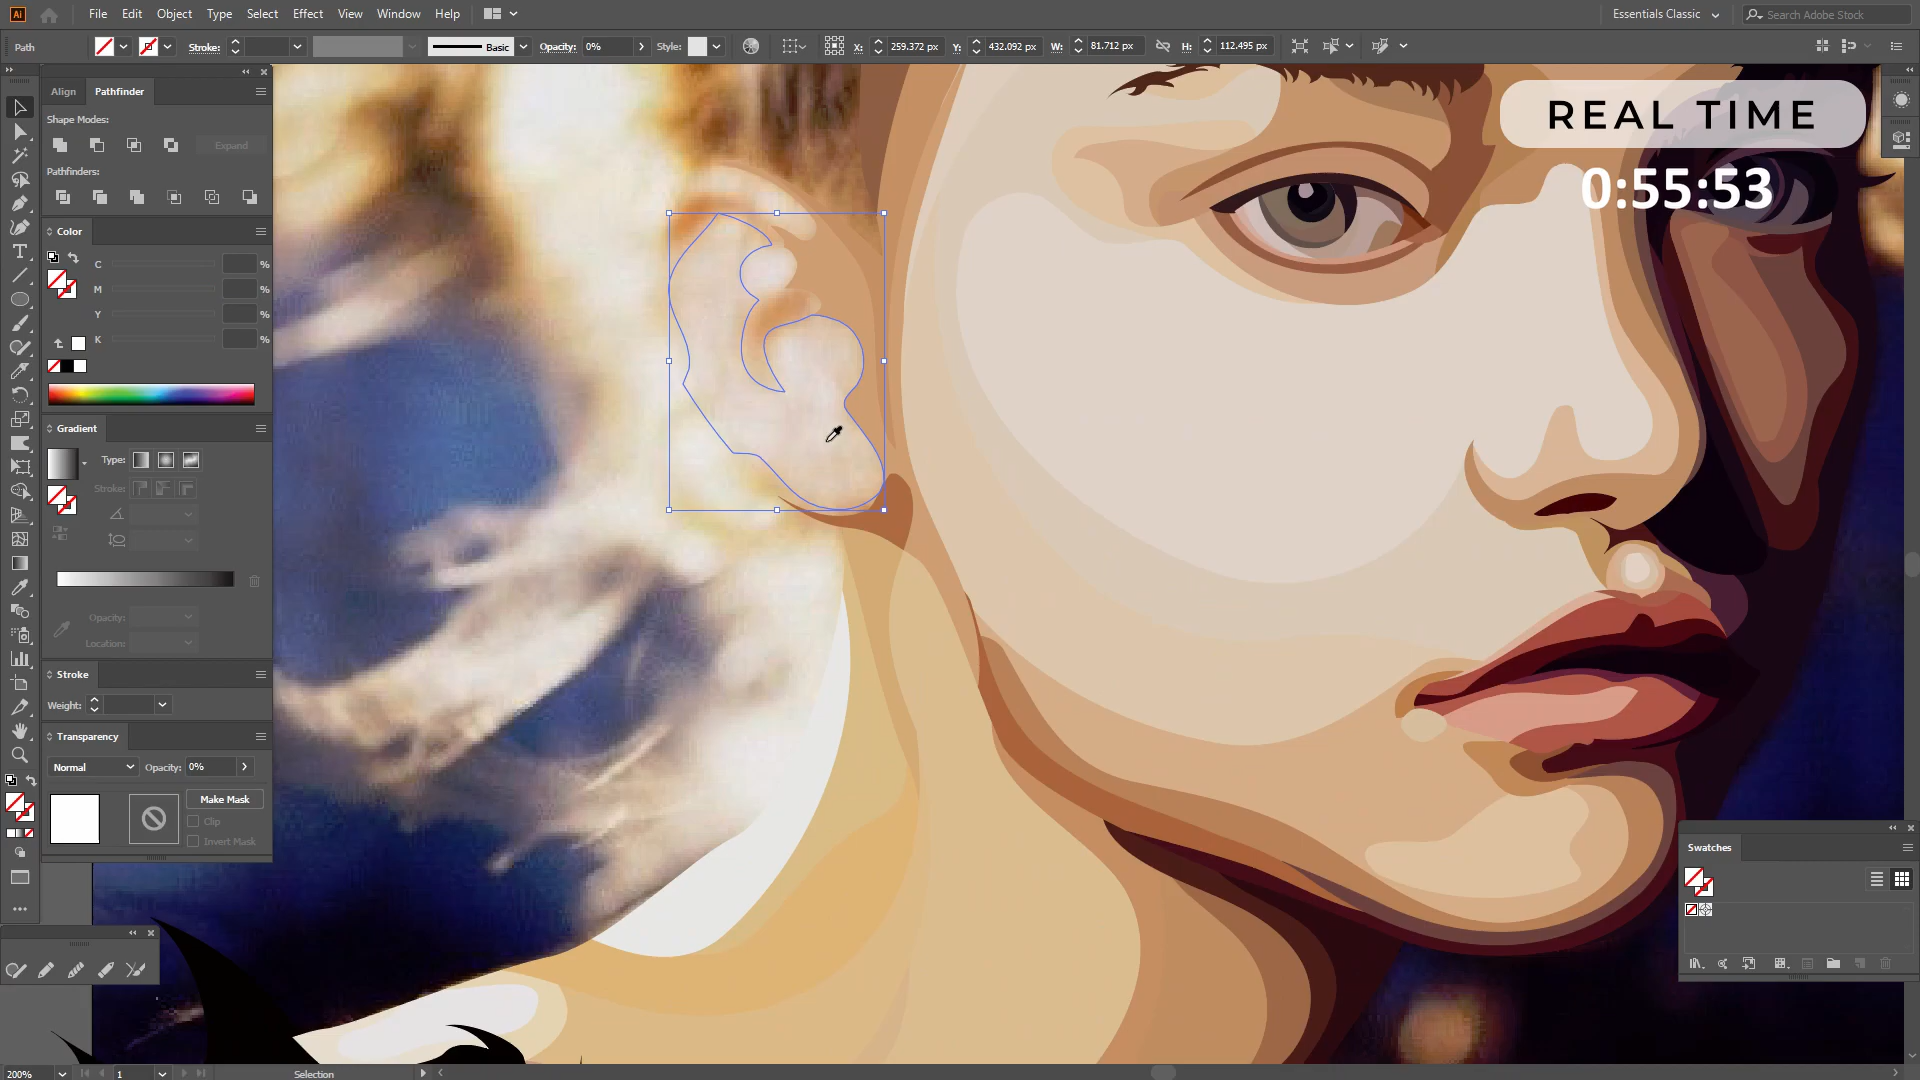 Ai File Edit Object Type Select Effect View Window Help Essentials Classic Search Adobe Stock
Path Stroke: Basic Opacity: 0% Style: X: 259.372 px Y: 432.092 px W: 81.712 px H: 112.495 px
Align Pathfinder
Shape Modes:
Expand
Pathfinders:
Color
C %
M %
Y %
K %
Gradient
Type:
Stroke:
Opacity:
Location:
Stroke
Weight:
Transparency
Normal Opacity: 0%
Make Mask
Clip
Invert Mask
REAL TIME
0:55:53
Swatches
200% 1 Selection